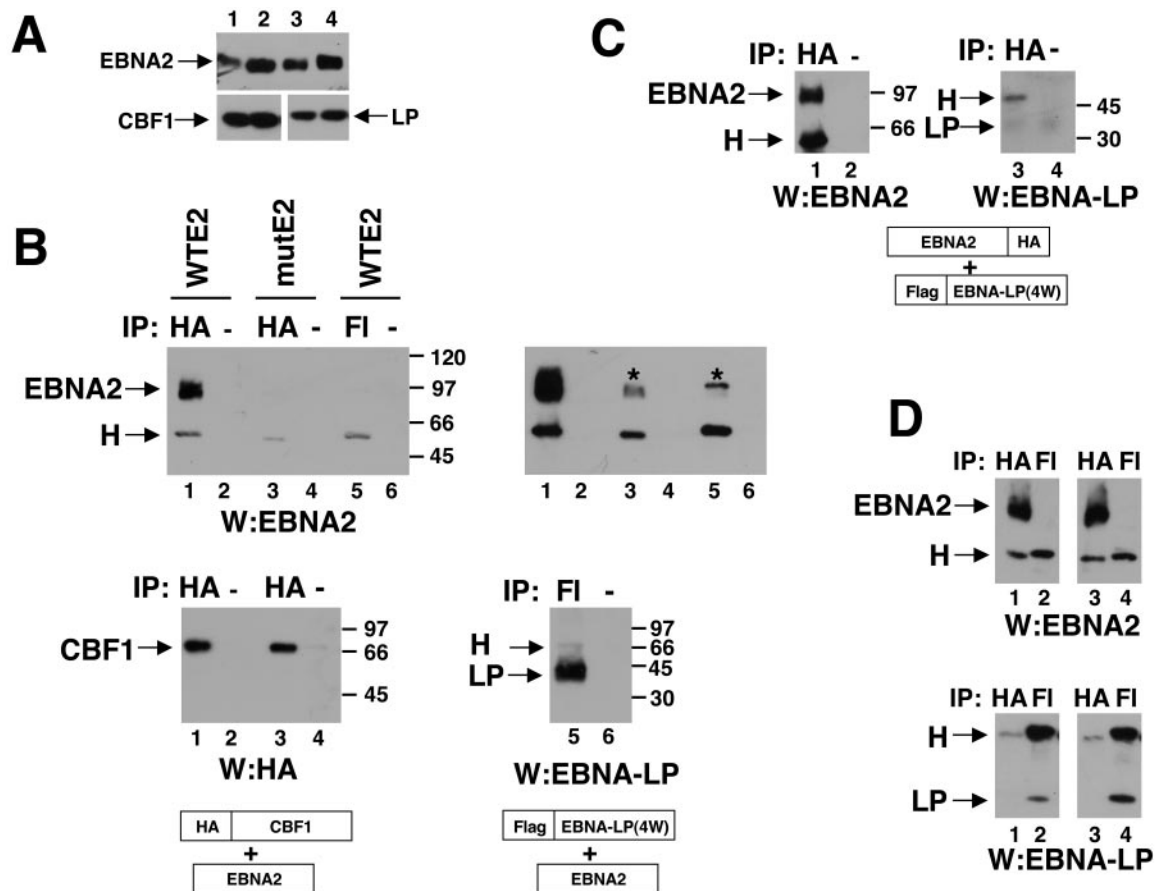 A
1 2 3 4
EBNA2
CBF1
LP
B
WTE2
mutE2
WTE2
IP: HA - HA - Fl -
EBNA2
H
120
97
66
45
1 2 3 4 5 6
W:EBNA2
* *
1 2 3 4 5 6
IP: HA - HA -
CBF1
97
66
45
1 2 3 4
W:HA
HA CBF1
+
EBNA2
IP: Fl -
H
LP
97
66
45
30
5 6
W:EBNA-LP
Flag EBNA-LP(4W)
+
EBNA2
C
IP: HA -
EBNA2
H
97
66
1 2
W:EBNA2
IP: HA -
H
LP
45
30
3 4
W:EBNA-LP
EBNA2 HA
+
Flag EBNA-LP(4W)
D
IP: HA Fl HA Fl
EBNA2
H
1 2 3 4
W:EBNA2
IP: HA Fl HA Fl
H
LP
1 2 3 4
W:EBNA-LP